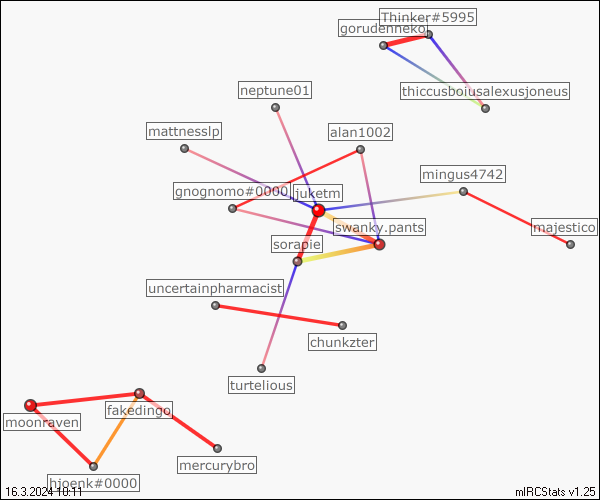 Thinker#5995
gorudenneko
thiccusboiusalexusjoneus
neptune01
mattnesslp
alan1002
mingus4742
gnognomo#0000
juketm
swanky.pants
majestico
sorapie
uncertainpharmacist
chunkzter
turtelious
fakedingo
moonraven
mercurybro
hjoenk#0000
16.3.2024 10:11
mIRCStats v1.25